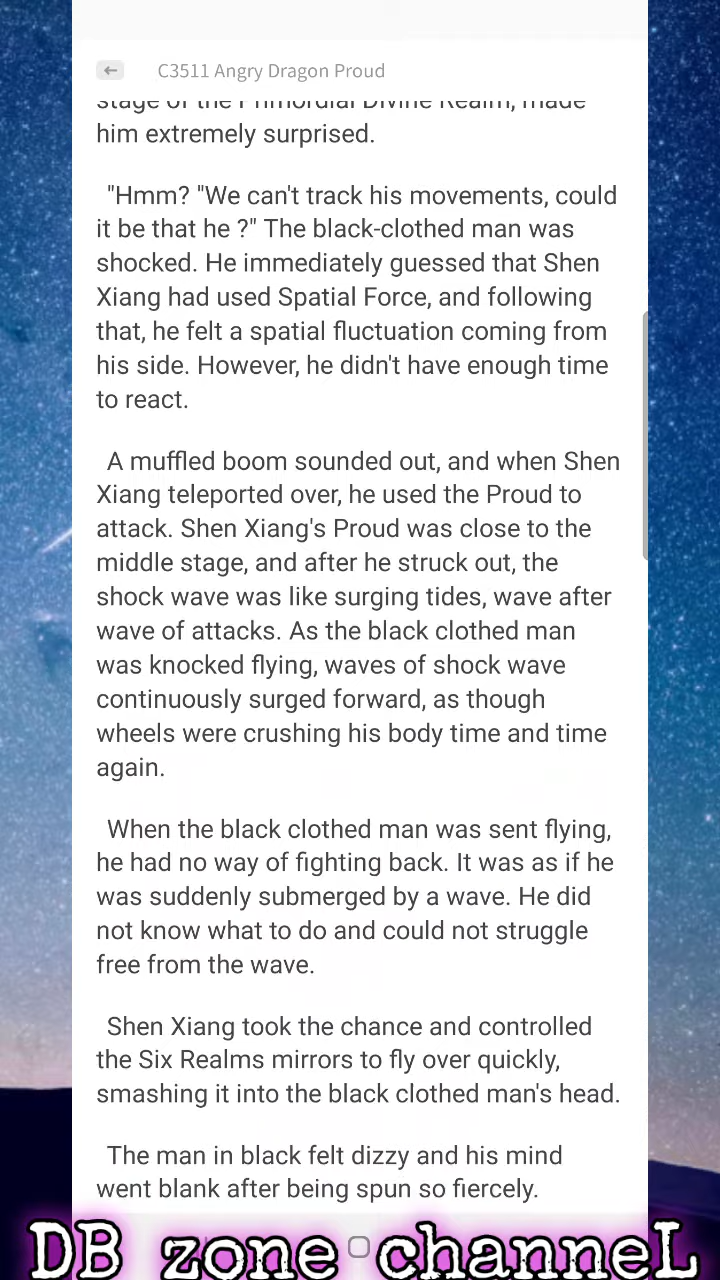 C3511 Angry Dragon Proud
stage of the Primordial Divine Realm, made
him extremely surprised.
"Hmm? "We can't track his movements, could
it be that he ?" The black-clothed man was
shocked. He immediately guessed that Shen
Xiang had used Spatial Force, and following
that, he felt a spatial fluctuation coming from
his side. However, he didn't have enough time
to react.
A muffled boom sounded out, and when Shen
Xiang teleported over, he used the Proud to
attack. Shen Xiang's Proud was close to the
middle stage, and after he struck out, the
shock wave was like surging tides, wave after
wave of attacks. As the black clothed man
was knocked flying, waves of shock wave
continuously surged forward, as though
wheels were crushing his body time and time
again.
When the black clothed man was sent flying,
he had no way of fighting back. It was as if he
was suddenly submerged by a wave. He did
not know what to do and could not struggle
free from the wave.
Shen Xiang took the chance and controlled
the Six Realms mirrors to fly over quickly,
smashing it into the black clothed man's head.
The man in black felt dizzy and his mind
went blank after being spun so fiercely.
DB zone channeL